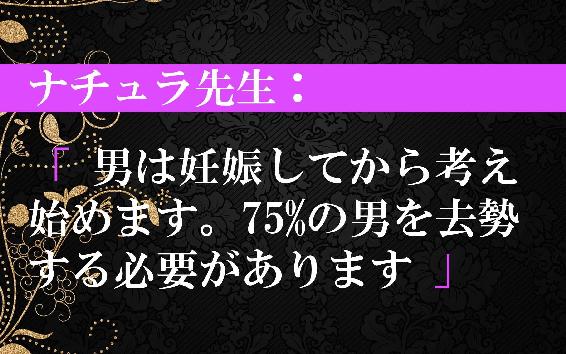 ナチュラ先生：
「 男は妊娠してから考え
始めます。75%の男を去勢
する必要があります 」